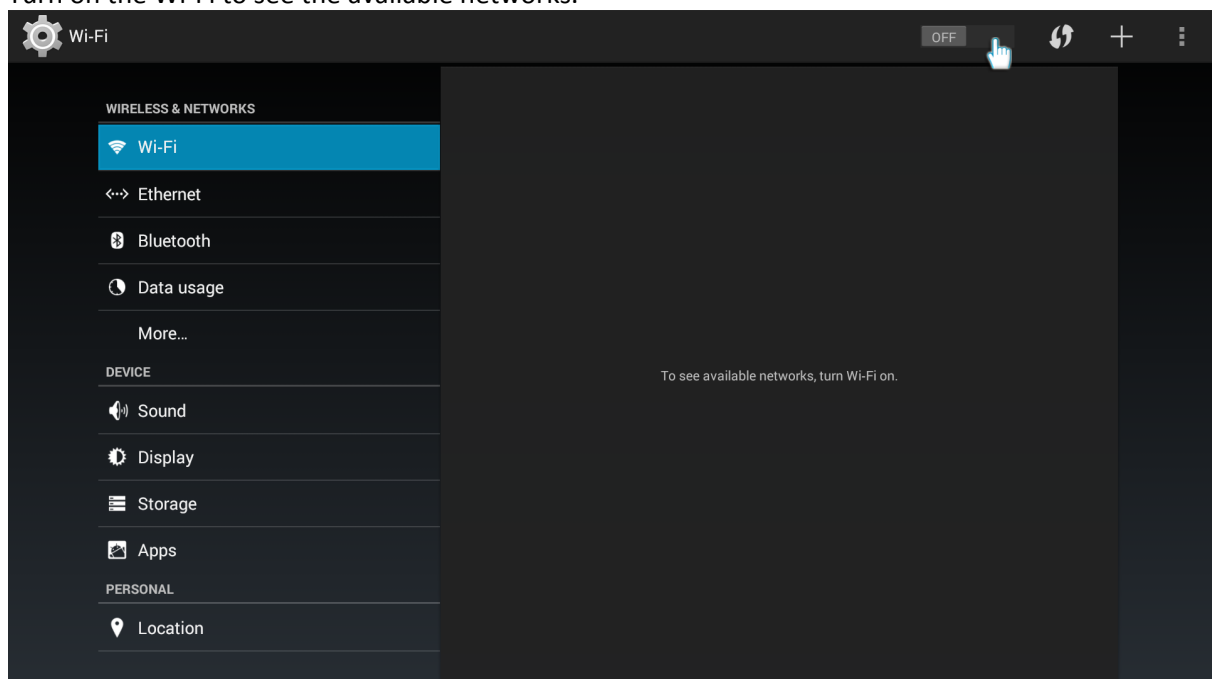 Turn on the Wi-Fi to see the available networks.
Wi-Fi
OFF
WIRELESS & NETWORKS
Wi-Fi
Ethernet
Bluetooth
Data usage
More...
DEVICE
Sound
Display
Storage
Apps
PERSONAL
Location
To see available networks, turn Wi-Fi on.